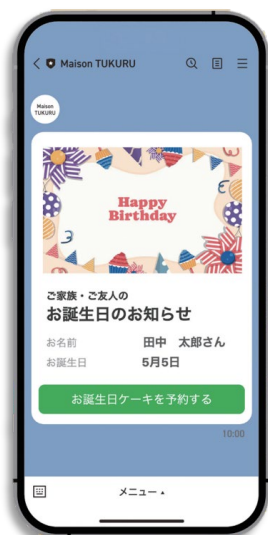 Maison TUKURU
Maison
TUKURU
Happy
Birthday
ご家族・ご友人の
お誕生日のお知らせ
お名前 田中 太郎さん
お誕生日 5月5日
お誕生日ケーキを予約する
10:00
メニュー